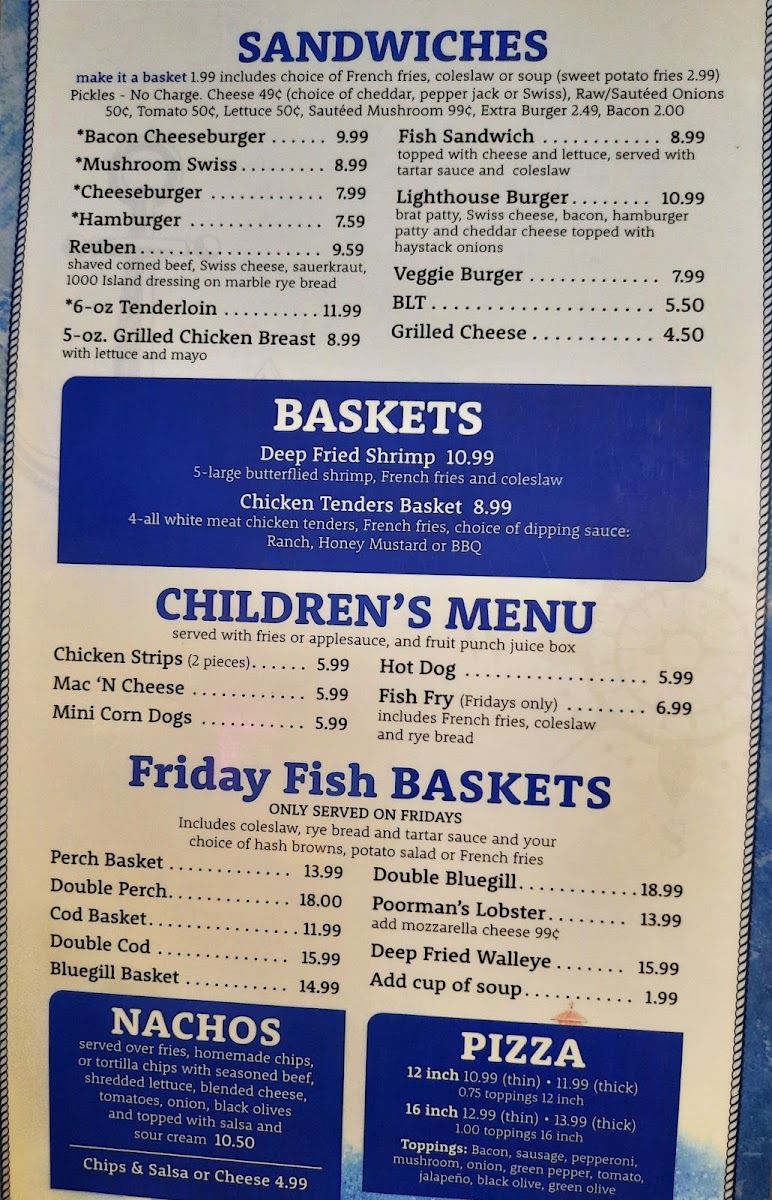 SANDWICHES
make it a basket 1.99 includes choice of French fries, coleslaw or soup (sweet potato fries 2.99)
Pickles - No Charge. Cheese 49¢ (choice of cheddar, pepper jack or Swiss), Raw/Sautéed Onions
50¢, Tomato 50¢, Lettuce 50¢, Sautéed Mushroom 99¢, Extra Burger 2.49, Bacon 2.00
*Bacon Cheeseburger ...... 9.99
*Mushroom Swiss......... 8.99
*Cheeseburger ........... 7.99
*Hamburger ............. 7.59
Reuben.................. 9.59
shaved corned beef, Swiss cheese, sauerkraut,
1000 Island dressing on marble rye bread
*6-oz Tenderloin .......... 11.99
5-oz. Grilled Chicken Breast 8.99
with lettuce and mayo
Fish Sandwich ............ 8.99
topped with cheese and lettuce, served with
tartar sauce and coleslaw
Lighthouse Burger........ 10.99
brat patty, Swiss cheese, bacon, hamburger
patty and cheddar cheese topped with
haystack onions
Veggie Burger ............. 7.99
BLT ...................... 5.50
Grilled Cheese ........... 4.50
BASKETS
Deep Fried Shrimp 10.99
5-large butterflied shrimp, French fries and coleslaw
Chicken Tenders Basket 8.99
4-all white meat chicken tenders, French fries, choice of dipping sauce:
Ranch, Honey Mustard or BBQ
CHILDREN'S MENU
served with fries or applesauce, and fruit punch juice box
Chicken Strips (2 pieces)...... 5.99
Mac 'N Cheese ........... 5.99
Mini Corn Dogs .......... 5.99
Hot Dog .................. 5.99
Fish Fry (Fridays only) ........ 6.99
includes French fries, coleslaw
and rye bread
Friday Fish BASKETS
ONLY SERVED ON FRIDAYS
Includes coleslaw, rye bread and tartar sauce and your
choice of hash browns, potato salad or French fries
Perch Basket ............ 13.99
Double Perch............ 18.00
Cod Basket............... 11.99
Double Cod ............. 15.99
Bluegill Basket .......... 14.99
Double Bluegill............18.99
Poorman's Lobster........ 13.99
add mozzarella cheese 99¢
Deep Fried Walleye ....... 15.99
Add cup of soup........... 1.99
NACHOS
served over fries, homemade chips,
or tortilla chips with seasoned beef,
shredded lettuce, blended cheese,
tomatoes, onion, black olives
and topped with salsa and
sour cream 10.50
Chips & Salsa or Cheese 4.99
PIZZA
12 inch 10.99 (thin) • 11.99 (thick)
0.75 toppings 12 inch
16 inch 12.99 (thin) • 13.99 (thick)
1.00 toppings 16 inch
Toppings: Bacon, sausage, pepperoni,
mushroom, onion, green pepper, tomato,
jalapeño, black olive, green olive